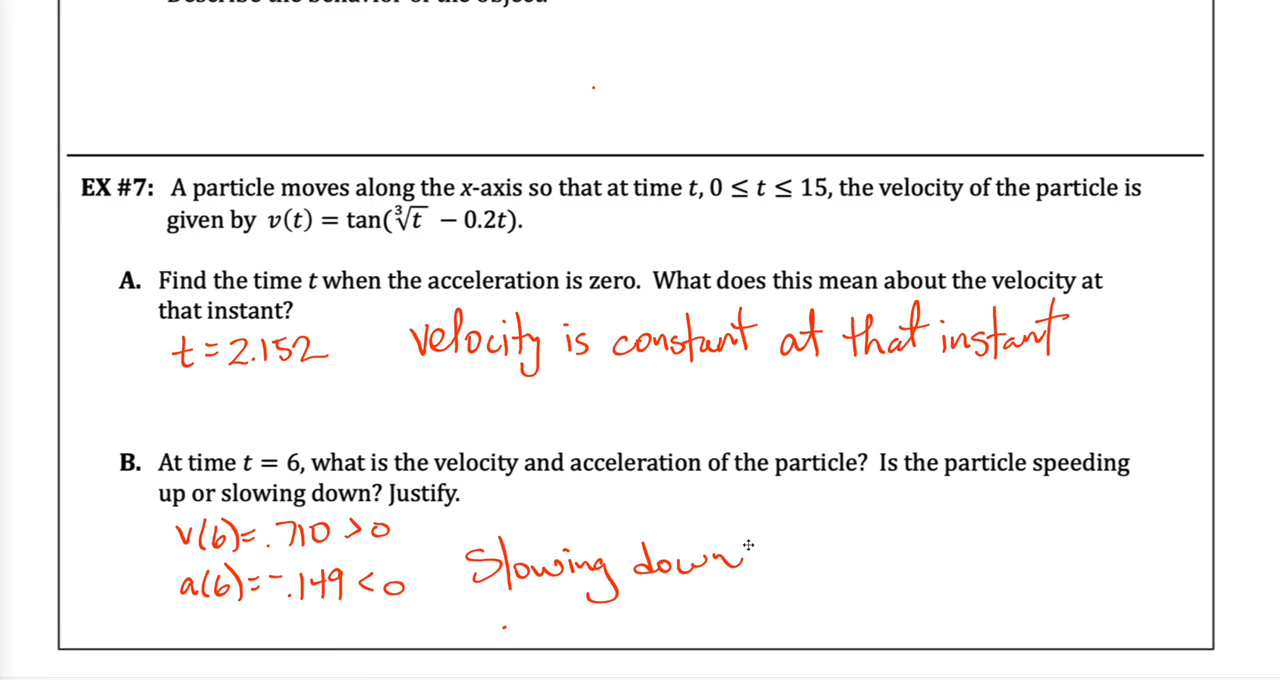 EX #7: A particle moves along the x-axis so that at time t, 0 ≤ t ≤ 15, the velocity of the particle is
given by v(t) = tan(∛t − 0.2t).
A. Find the time t when the acceleration is zero. What does this mean about the velocity at
that instant?
t = 2.152 velocity is constant at that instant
B. At time t = 6, what is the velocity and acceleration of the particle? Is the particle speeding
up or slowing down? Justify.
v(6) = .710 > 0
a(6) = -.149 < 0 Slowing down